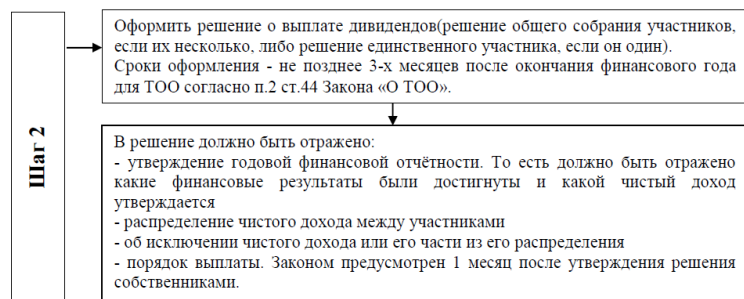 Шаг 2
Оформить решение о выплате дивидендов(решение общего собрания участников,
если их несколько, либо решение единственного участника, если он один).
Сроки оформления - не позднее 3-х месяцев после окончания финансового года
для ТОО согласно п.2 ст.44 Закона «О ТОО».
В решение должно быть отражено:
- утверждение годовой финансовой отчётности. То есть должно быть отражено
какие финансовые результаты были достигнуты и какой чистый доход
утверждается
- распределение чистого дохода между участниками
- об исключении чистого дохода или его части из его распределения
- порядок выплаты. Законом предусмотрен 1 месяц после утверждения решения
собственниками.